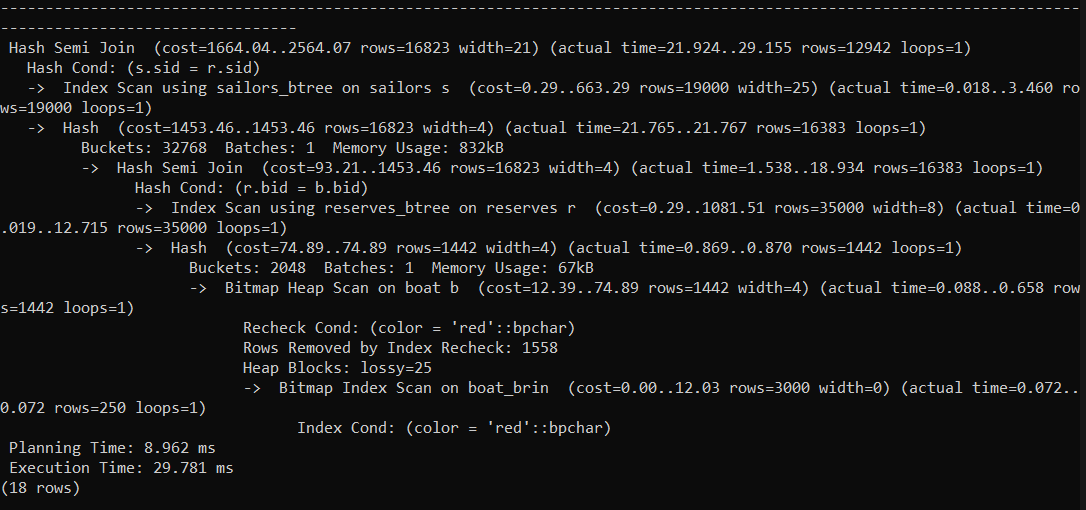 --------------------------------------------------------------------------------------------------------------------------
---------------------------------
Hash Semi Join  (cost=1664.04..2564.07 rows=16823 width=21) (actual time=21.924..29.155 rows=12942 loops=1)
Hash Cond: (s.sid = r.sid)
->  Index Scan using sailors_btree on sailors s  (cost=0.29..663.29 rows=19000 width=25) (actual time=0.018..3.460 ro
ws=19000 loops=1)
->  Hash  (cost=1453.46..1453.46 rows=16823 width=4) (actual time=21.765..21.767 rows=16383 loops=1)
Buckets: 32768  Batches: 1  Memory Usage: 832kB
->  Hash Semi Join  (cost=93.21..1453.46 rows=16823 width=4) (actual time=1.538..18.934 rows=16383 loops=1)
Hash Cond: (r.bid = b.bid)
->  Index Scan using reserves_btree on reserves r  (cost=0.29..1081.51 rows=35000 width=8) (actual time=0
.019..12.715 rows=35000 loops=1)
->  Hash  (cost=74.89..74.89 rows=1442 width=4) (actual time=0.869..0.870 rows=1442 loops=1)
Buckets: 2048  Batches: 1  Memory Usage: 67kB
->  Bitmap Heap Scan on boat b  (cost=12.39..74.89 rows=1442 width=4) (actual time=0.088..0.658 row
s=1442 loops=1)
Recheck Cond: (color = 'red'::bpchar)
Rows Removed by Index Recheck: 1558
Heap Blocks: lossy=25
->  Bitmap Index Scan on boat_brin  (cost=0.00..12.03 rows=3000 width=0) (actual time=0.072..
0.072 rows=250 loops=1)
Index Cond: (color = 'red'::bpchar)
Planning Time: 8.962 ms
Execution Time: 29.781 ms
(18 rows)